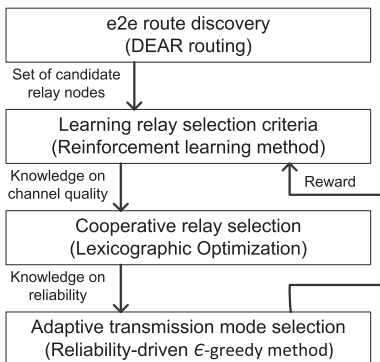 e2e route discovery
(DEAR routing)
Set of candidate
relay nodes
Learning relay selection criteria
(Reinforcement learning method)
Knowledge on
channel quality
Reward
Cooperative relay selection
(Lexicographic Optimization)
Knowledge on
reliability
Adaptive transmission mode selection
(Reliability-driven ϵ-greedy method)